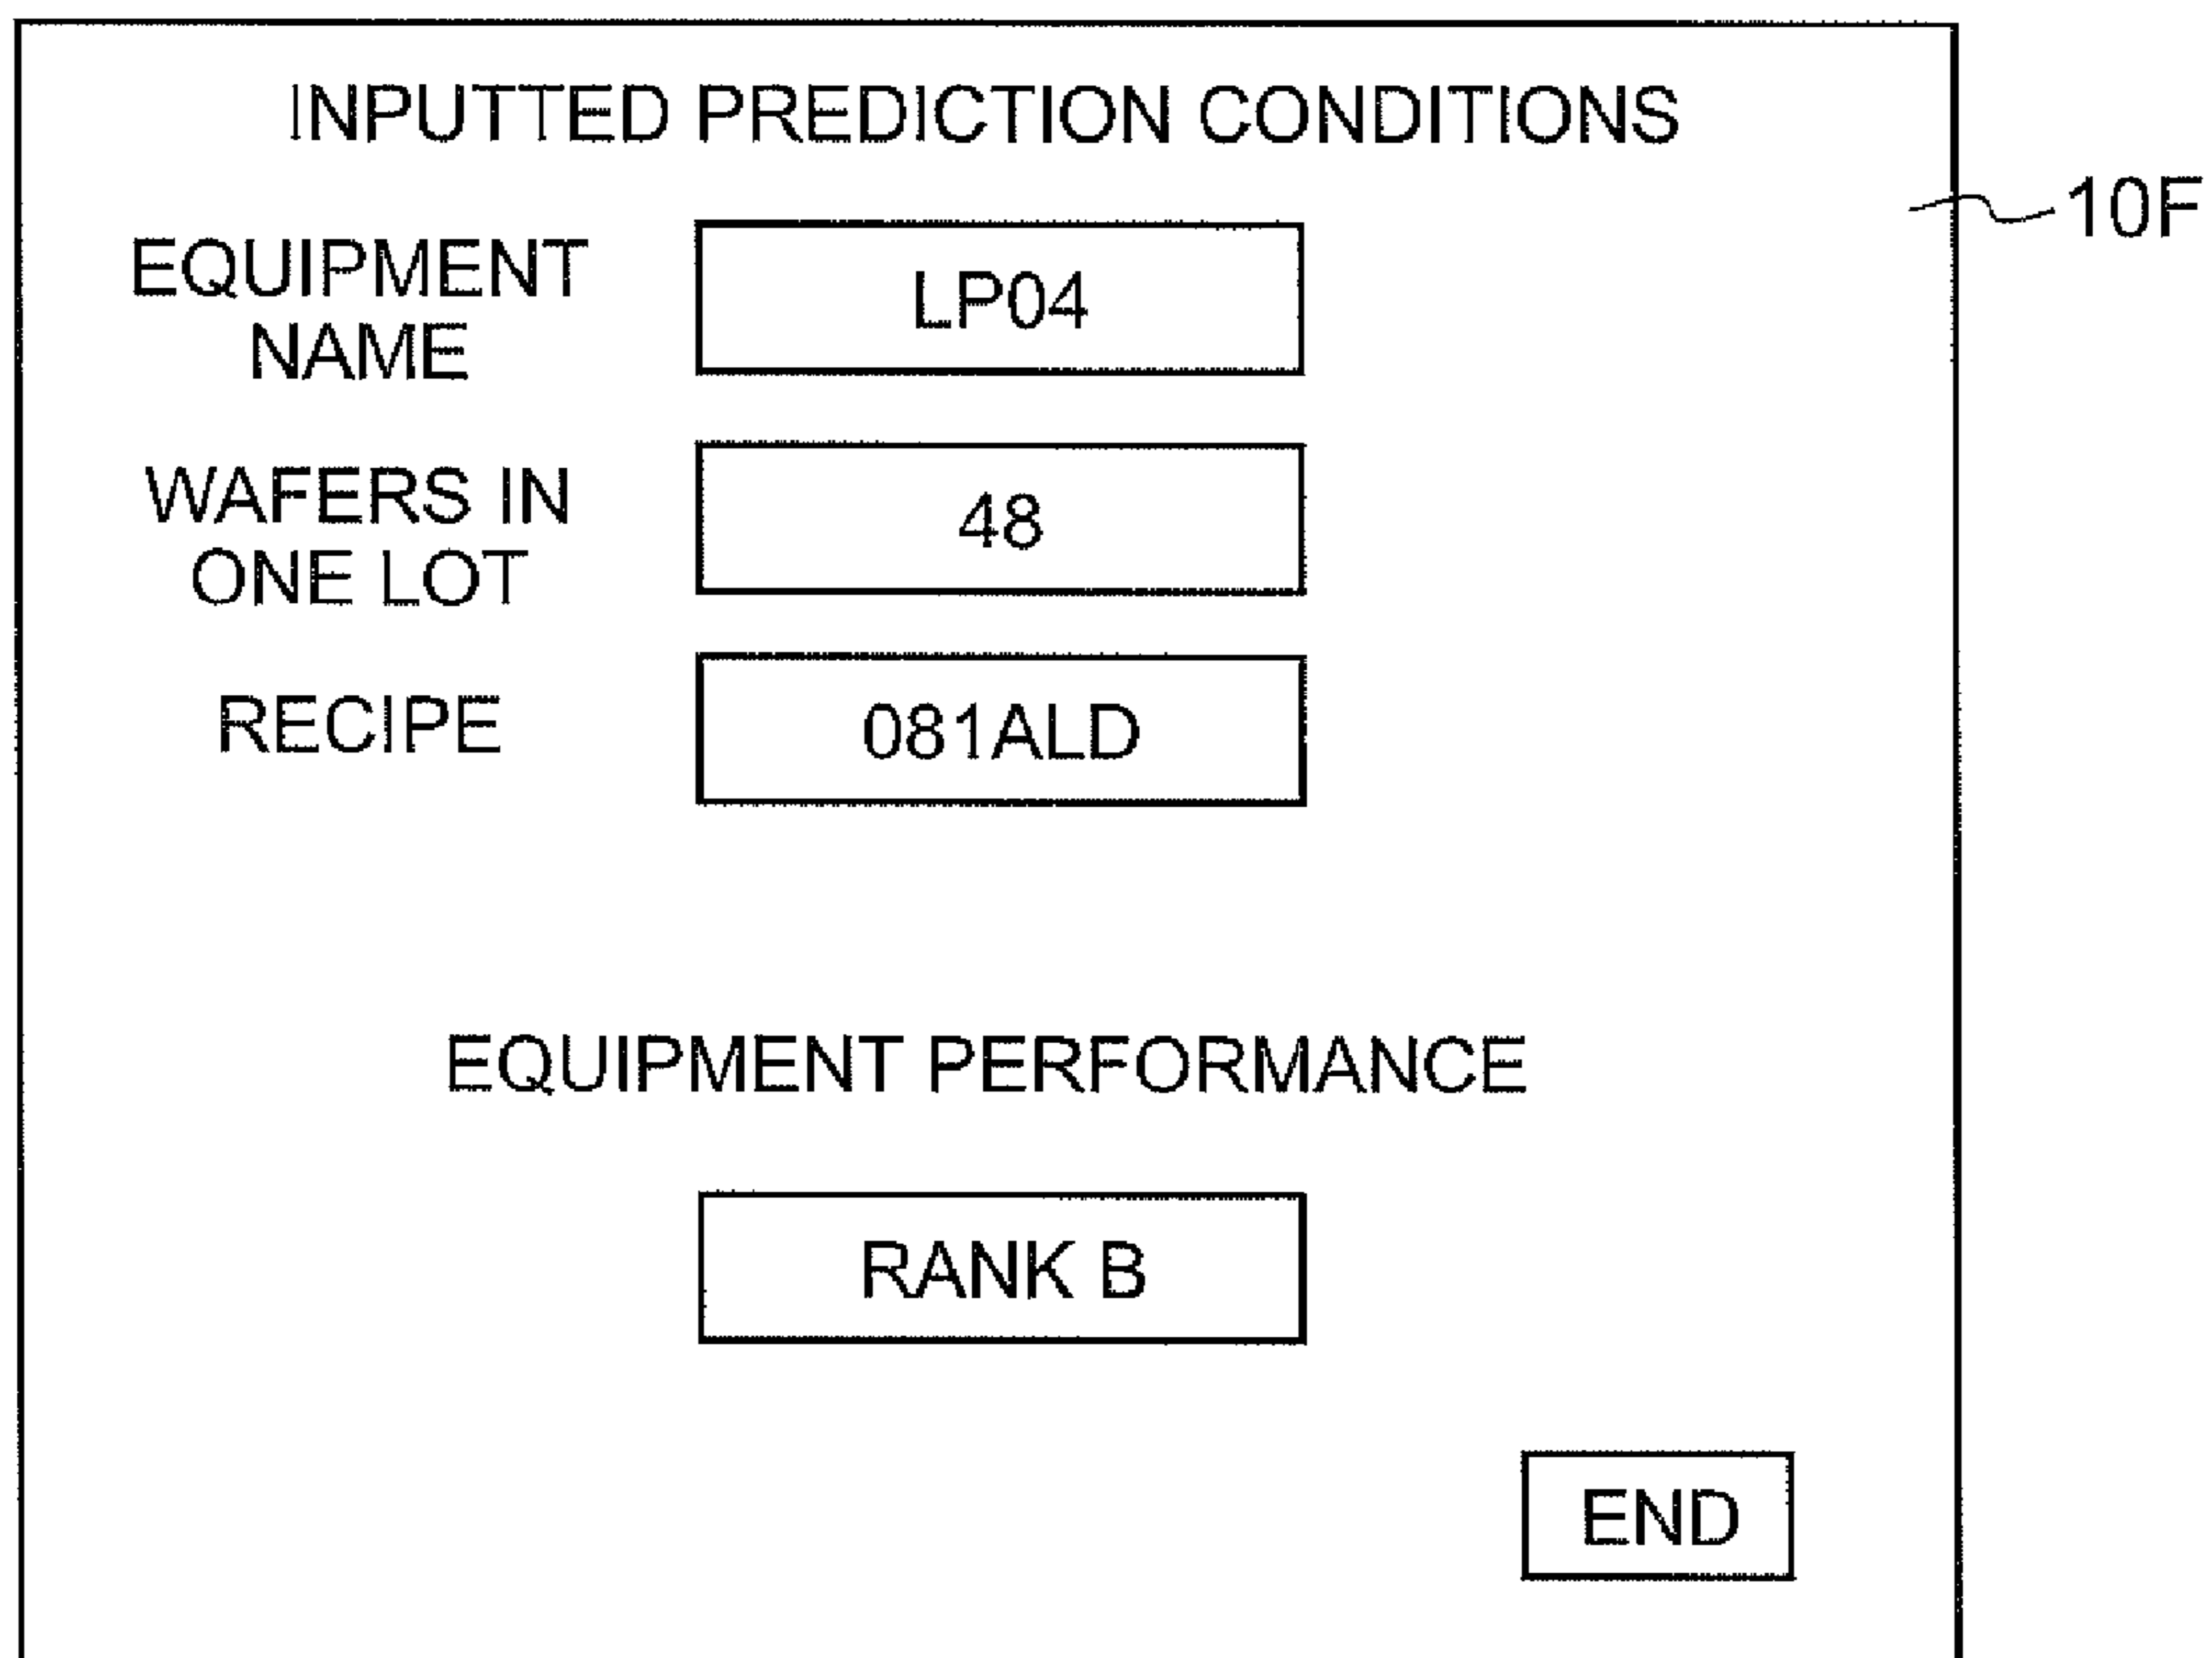 INPUTTED PREDICTION CONDITIONS
10F
EQUIPMENT
NAME
LP04
WAFERS IN
ONE LOT
48
RECIPE
081ALD
EQUIPMENT PERFORMANCE
RANK B
END